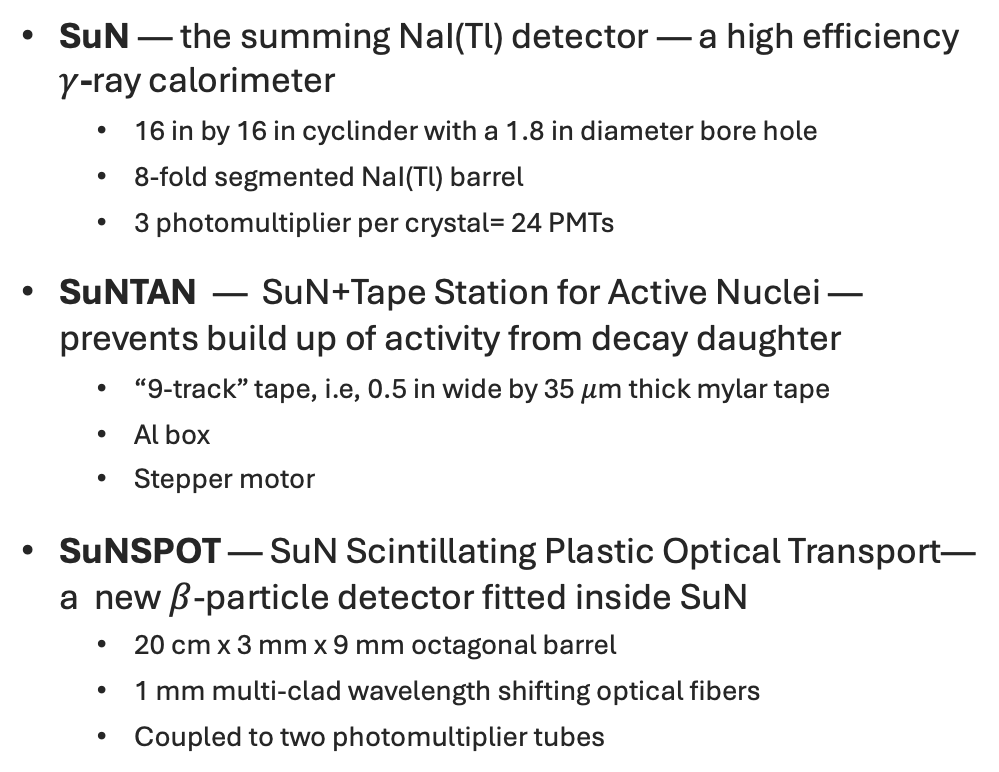 • SuN — the summing NaI(Tl) detector — a high efficiency
γ-ray calorimeter
• 16 in by 16 in cyclinder with a 1.8 in diameter bore hole
• 8-fold segmented NaI(Tl) barrel
• 3 photomultiplier per crystal= 24 PMTs
• SuNTAN — SuN+Tape Station for Active Nuclei —
prevents build up of activity from decay daughter
• “9-track” tape, i.e, 0.5 in wide by 35 μm thick mylar tape
• Al box
• Stepper motor
• SuNSPOT — SuN Scintillating Plastic Optical Transport—
a new β-particle detector fitted inside SuN
• 20 cm x 3 mm x 9 mm octagonal barrel
• 1 mm multi-clad wavelength shifting optical fibers
• Coupled to two photomultiplier tubes